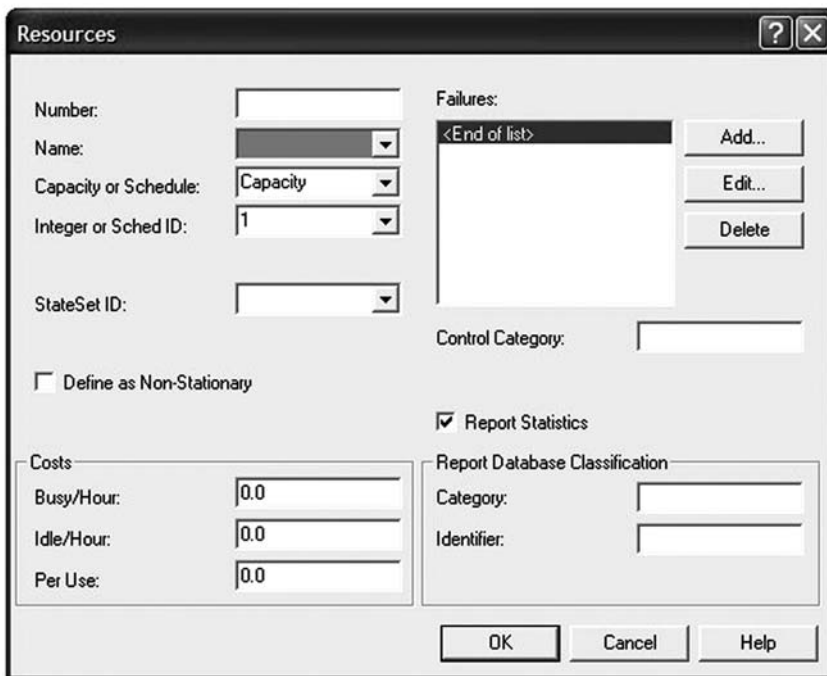 Resources
Number:
Name:
Capacity or Schedule: Capacity
Integer or Sched ID: 1
StateSet ID:
Define as Non-Stationary
Failures:
<End of list>
Add...
Edit...
Delete
Control Category:
Report Statistics
Costs
Busy/Hour: 0.0
Idle/Hour: 0.0
Per Use: 0.0
Report Database Classification
Category:
Identifier:
OK Cancel Help